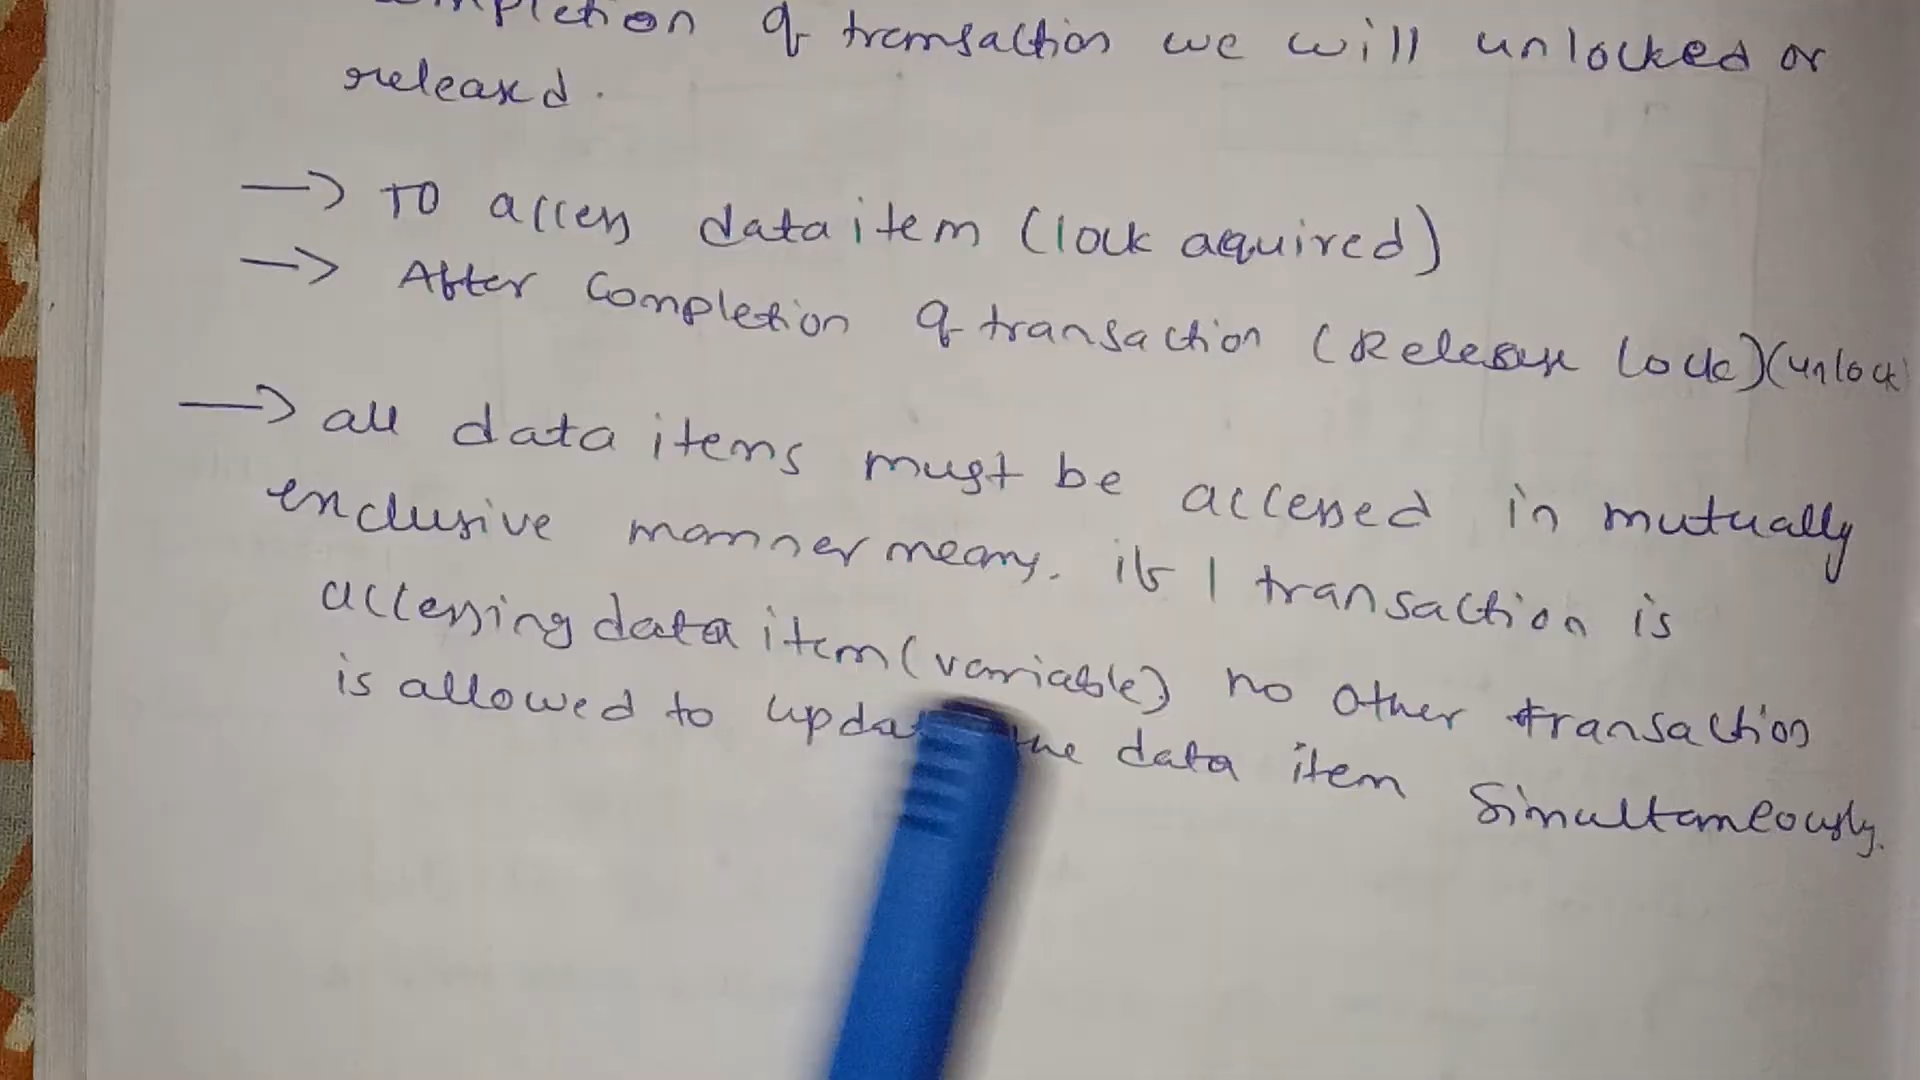 completion of transaction we will unlocked or
released.
→ To access data item (lock aquired)
→ After Completion of transaction (Release lock)(unlock
→ all data items must be accessed in mutually
exclusive manner means. if 1 transaction is
accessing data item (variable) no other transaction
is allowed to upda the data item simultaneously.